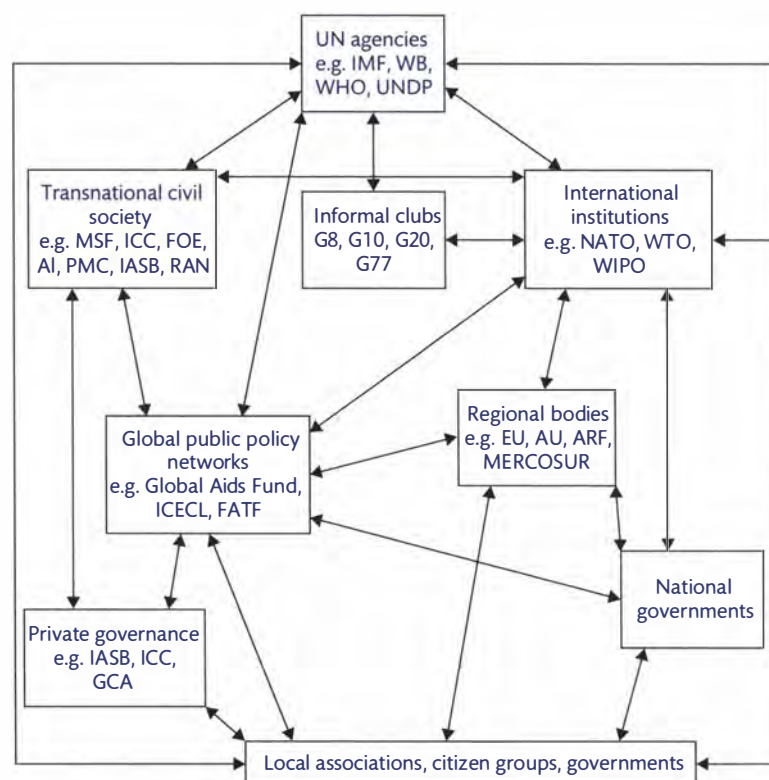 UN agencies
e.g. IMF, WB,
WHO, UNDP
Transnational civil
society
e.g. MSF, ICC, FOE,
AI, PMC, IASB, RAN
Informal clubs
G8, G10, G20,
G77
International
institutions
e.g. NATO, WTO,
WIPO
Global public policy
networks
e.g. Global Aids Fund,
ICECL, FATF
Regional bodies
e.g. EU, AU, ARF,
MERCOSUR
National
governments
Private governance
e.g. IASB, ICC,
GCA
Local associations, citizen groups, governments